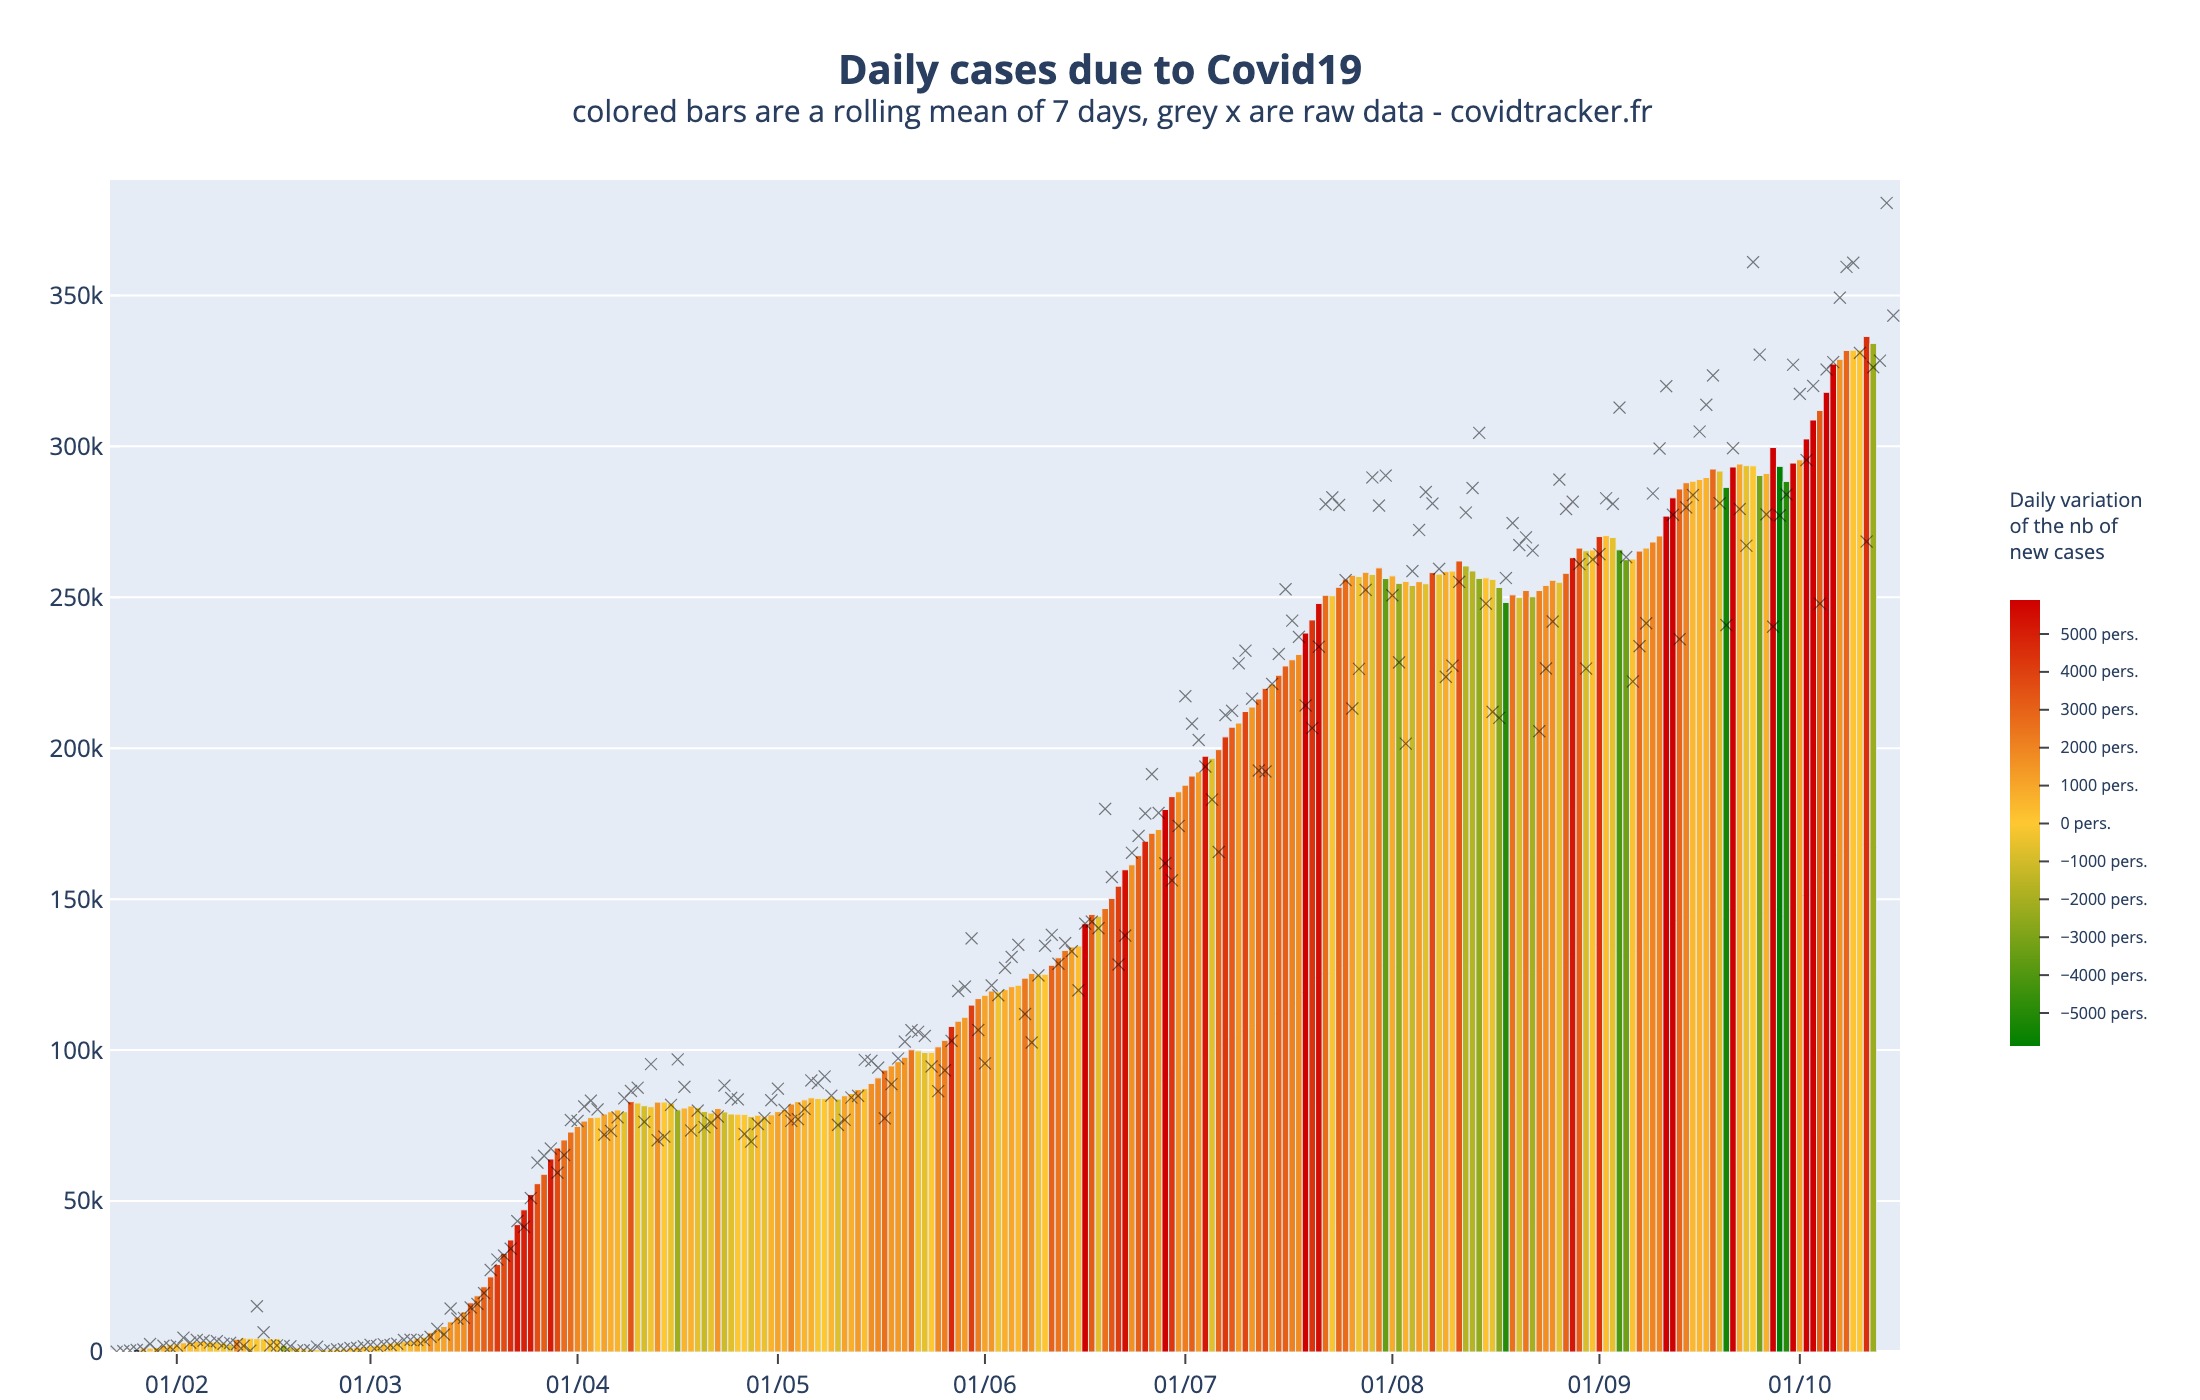 Daily cases due to Covid19
colored bars are a rolling mean of 7 days, grey x are raw data - covidtracker.fr
350k
300k
250k
200k
150k
100k
50k
0
01/02
01/03
01/04
01/05
01/06
01/07
01/08
01/09
01/10
Daily variation
of the nb of
new cases
5000 pers.
4000 pers.
3000 pers.
2000 pers.
1000 pers.
0 pers.
−1000 pers.
−2000 pers.
−3000 pers.
−4000 pers.
−5000 pers.